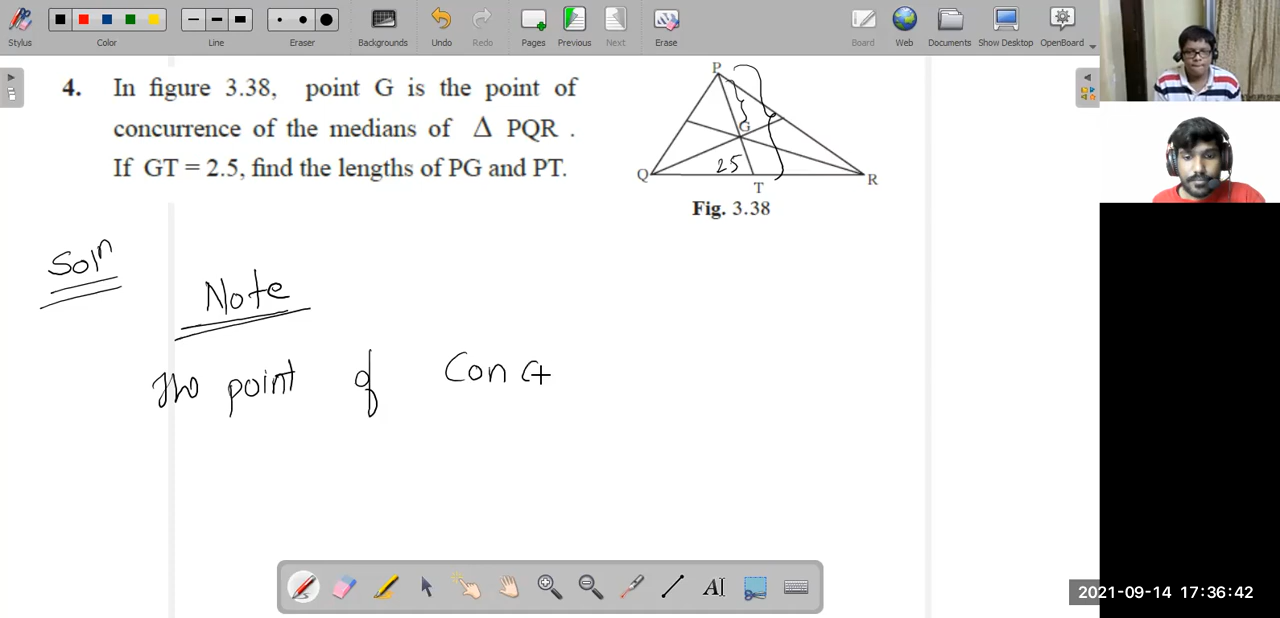 Stylus
Color
Line
Eraser
Backgrounds
Undo
Redo
Pages
Previous
Next
Erase
Board
Web
Documents
Show Desktop
OpenBoard
4. In figure 3.38, point G is the point of
concurrence of the medians of Δ PQR .
If GT = 2.5, find the lengths of PG and PT.
P
G
Q
2.5
T
R
Fig. 3.38
Soln
Note
The point of Con
2021-09-14 17:36:42